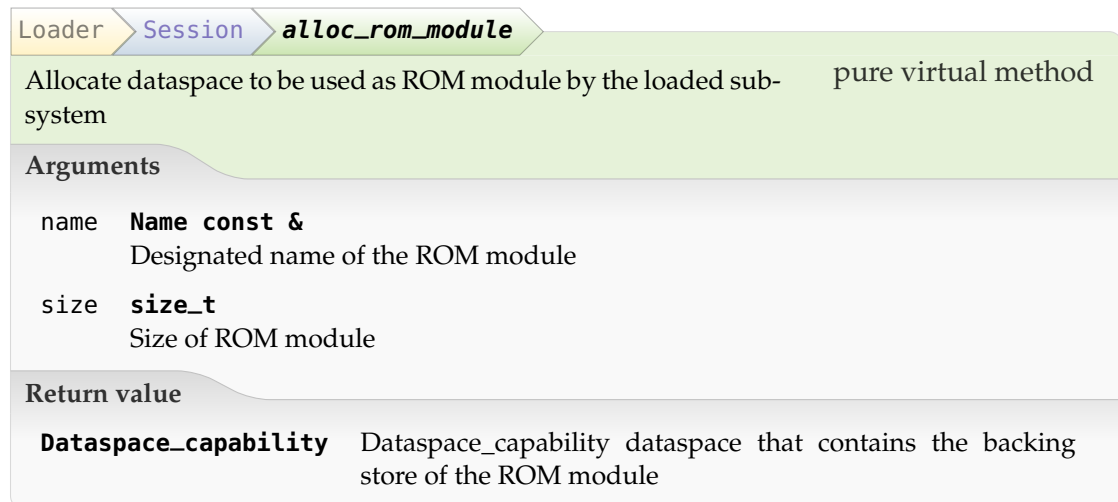 Loader Session alloc_rom_module
Allocate dataspace to be used as ROM module by the loaded sub- pure virtual method
system
Arguments
name Name const &
Designated name of the ROM module
size size_t
Size of ROM module
Return value
Dataspace_capability Dataspace_capability dataspace that contains the backing
store of the ROM module